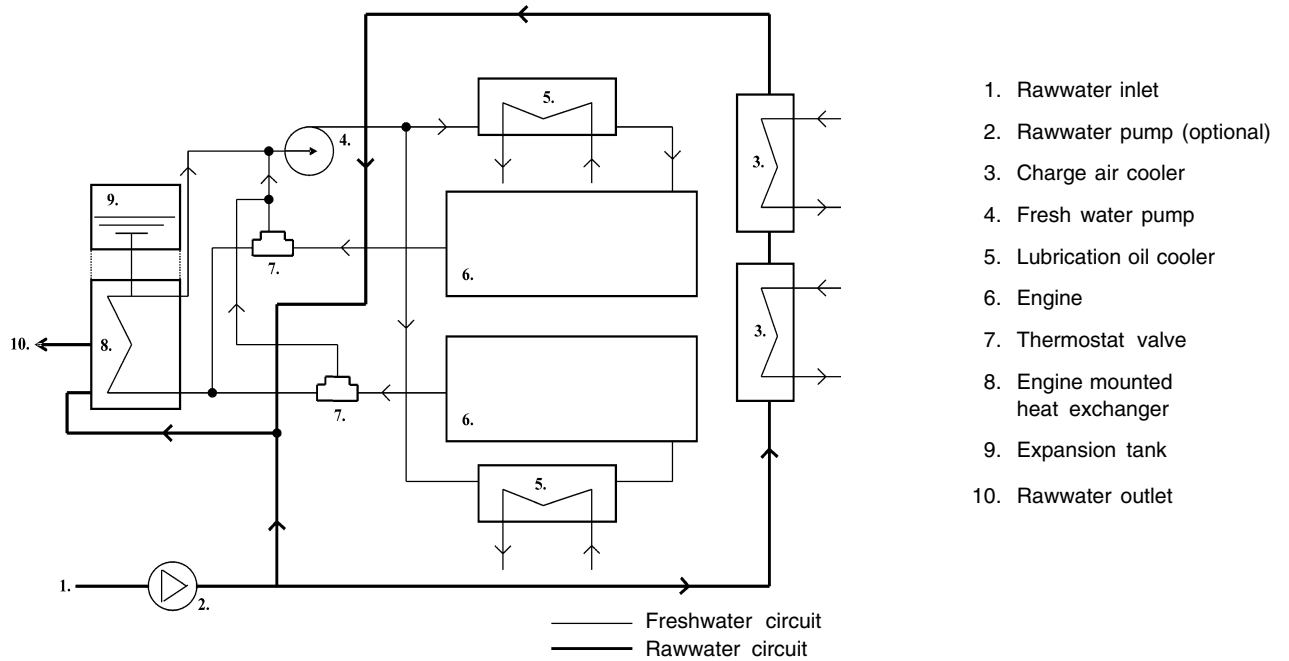 5.
4.
3.
9.
7.
6.
8.
10.
3.
7.
6.
5.
1.
2.
Freshwater circuit
Rawwater circuit
1. Rawwater inlet
2. Rawwater pump (optional)
3. Charge air cooler
4. Fresh water pump
5. Lubrication oil cooler
6. Engine
7. Thermostat valve
8. Engine mounted
heat exchanger
9. Expansion tank
10. Rawwater outlet